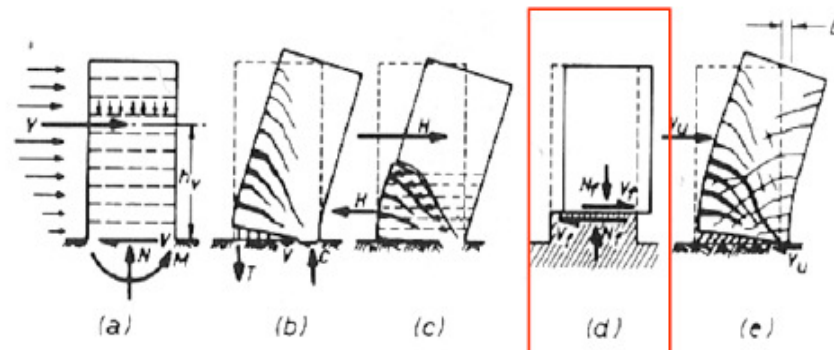 V
h_v
V
N
M
T
V
C
H
H
N_f
V_f
V_f
N_f
V_u
V_u
(a)
(b)
(c)
(d)
(e)